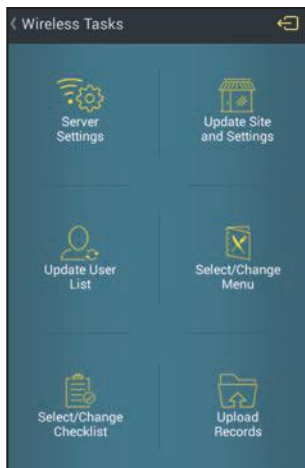 Wireless Tasks
Server
Settings
Update Site
and Settings
Update User
List
Select/Change
Menu
Select/Change
Checklist
Upload
Records